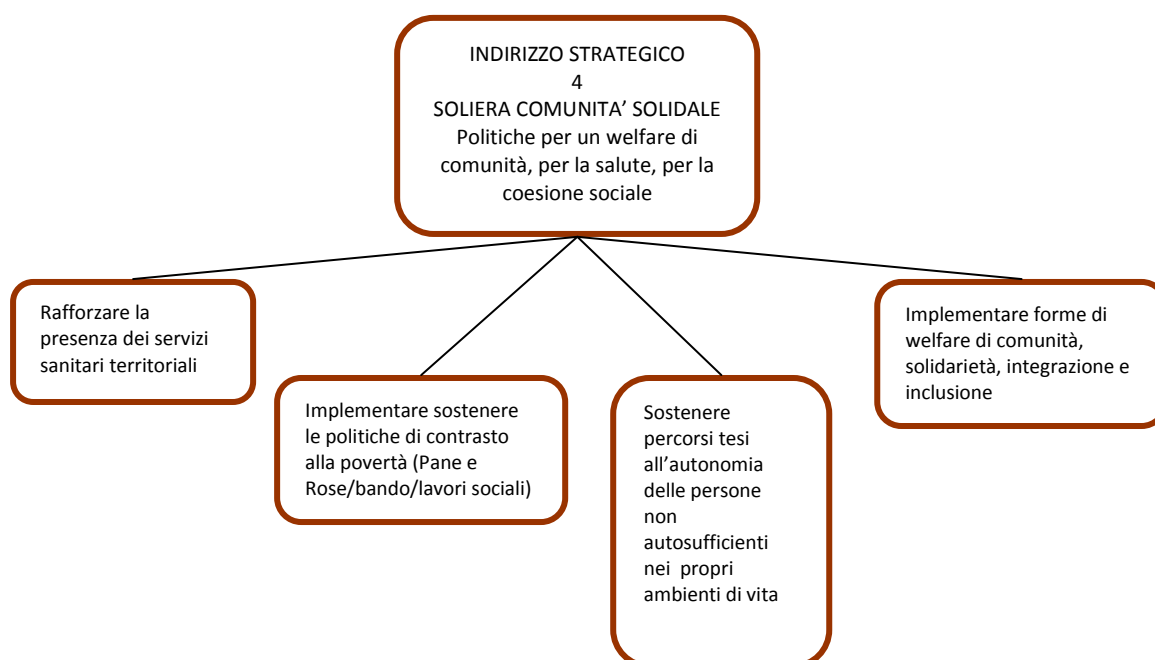 INDIRIZZO STRATEGICO
4
SOLIERA COMUNITA’ SOLIDALE
Politiche per un welfare di
comunità, per la salute, per la
coesione sociale
Rafforzare la
presenza dei servizi
sanitari territoriali
Implementare sostenere
le politiche di contrasto
alla povertà (Pane e
Rose/bando/lavori sociali)
Sostenere
percorsi tesi
all’autonomia
delle persone
non
autosufficienti
nei propri
ambienti di vita
Implementare forme di
welfare di comunità,
solidarietà, integrazione e
inclusione